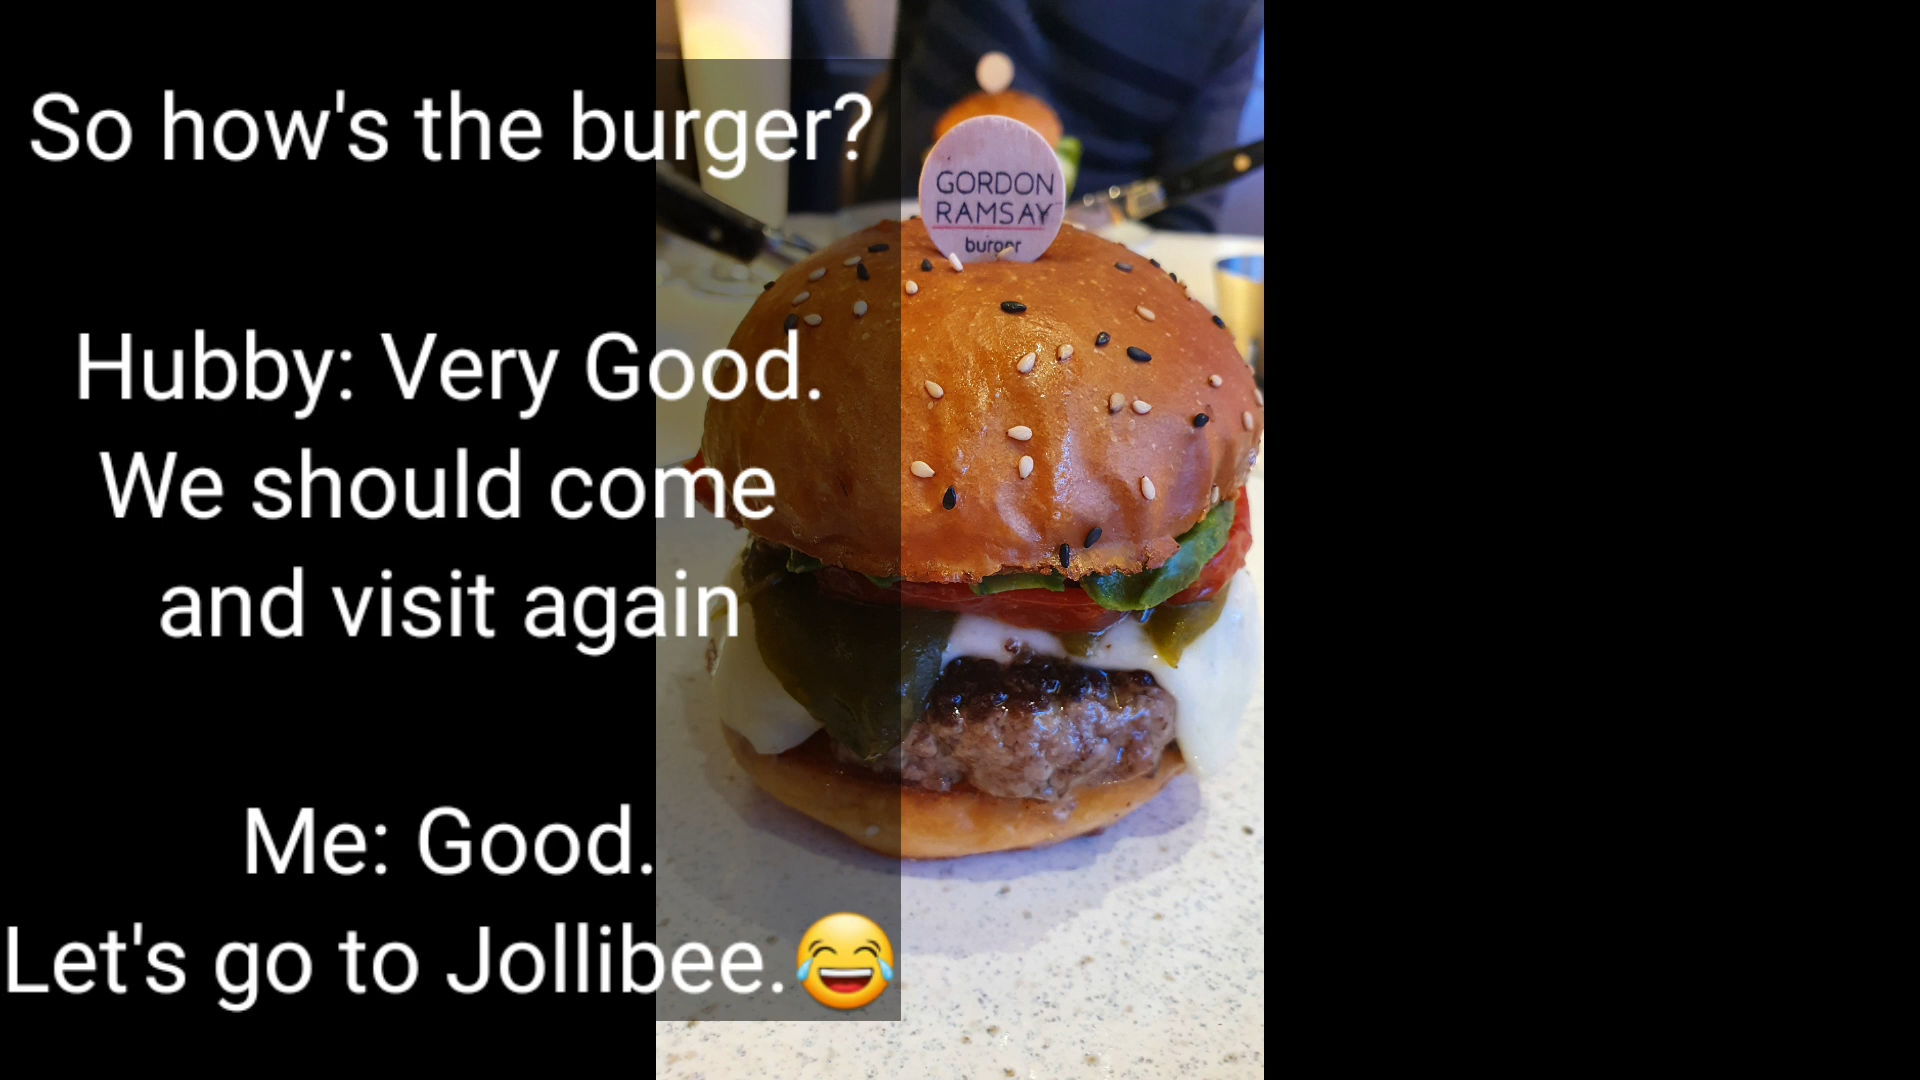 So how's the burger?
Hubby: Very Good.
We should come
and visit again
Me: Good.
Let's go to Jollibee.😂
GORDON
RAMSAY
burger